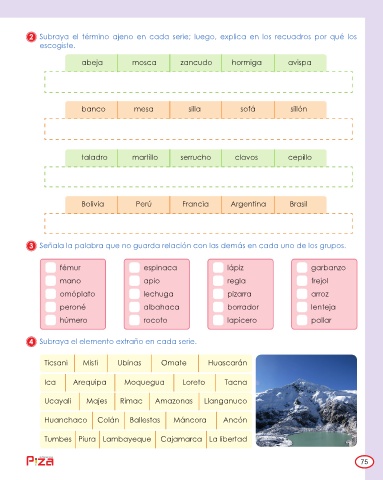 2 Subraya el término ajeno en cada serie; luego, explica en los recuadros por qué los
escogiste.
abeja mosca zancudo hormiga avispa
banco mesa silla sofá sillón
taladro martillo serrucho clavos cepillo
Bolivia Perú Francia Argentina Brasil
3 Señala la palabra que no guarda relación con las demás en cada uno de los grupos.
fémur espinaca lápiz garbanzo
mano apio regla frejol
omóplato lechuga pizarra arroz
peroné albahaca borrador lenteja
húmero rocoto lapicero pallar
4 Subraya el elemento extraño en cada serie.
Ticsani Misti Ubinas Omate Huascarán
Ica Arequipa Moquegua Loreto Tacna
Ucayali Majes Rímac Amazonas Llanganuco
Huanchaco Colán Ballestas Máncora Ancón
Tumbes Piura Lambayeque Cajamarca La libertad
Piza 75